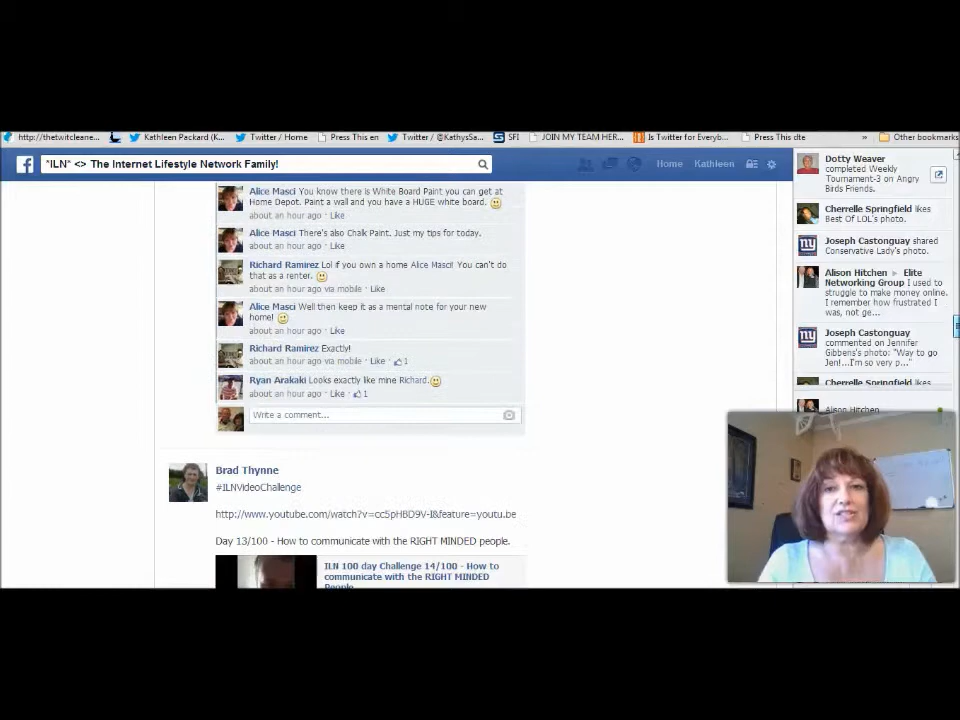 http://thetwitcleane...
Kathleen Packard (K...
Twitter / Home
Press This en
Twitter / @KathysSa...
SFI
JOIN MY TEAM HER...
Is Twitter for Everyb...
Press This cite
»
Other bookmarks
*ILN* <> The Internet Lifestyle Network Family!
Home
Kathleen
Alice Masci You know there is White Board Paint you can get at
Home Depot. Paint a wall and you have a HUGE white board.
about an hour ago · Like
Alice Masci There's also Chalk Paint. Just my tips for today.
about an hour ago · Like
Richard Ramirez Lol if you own a home Alice Masci! You can't do
that as a renter.
about an hour ago via mobile · Like
Alice Masci Well then keep it as a mental note for your new
home!
about an hour ago · Like
Richard Ramirez Exactly!
about an hour ago via mobile · Like · 1
Ryan Arakaki Looks exactly like mine Richard.
about an hour ago · Like · 1
Write a comment...
Brad Thynne
#ILNVideoChallenge
http://www.youtube.com/watch?v=cc5pHBD9V-I&feature=youtu.be
Day 13/100 - How to communicate with the RIGHT MINDED people.
ILN 100 day Challenge 14/100 - How to
communicate with the RIGHT MINDED
People
Dotty Weaver
completed Weekly
Tournament-3 on Angry
Birds Friends.
Cherrelle Springfield likes
Best Of LOL's photo.
Joseph Castonguay shared
Conservative Lady's photo.
Alison Hitchen ▸ Elite
Networking Group I used to
struggle to make money online.
I remember how frustrated I
was, not ge...
Joseph Castonguay
commented on Jennifer
Gibbens's photo: "Way to go
Jen!...I'm so very p..."
Cherrelle Springfield likes
Alison Hitchen